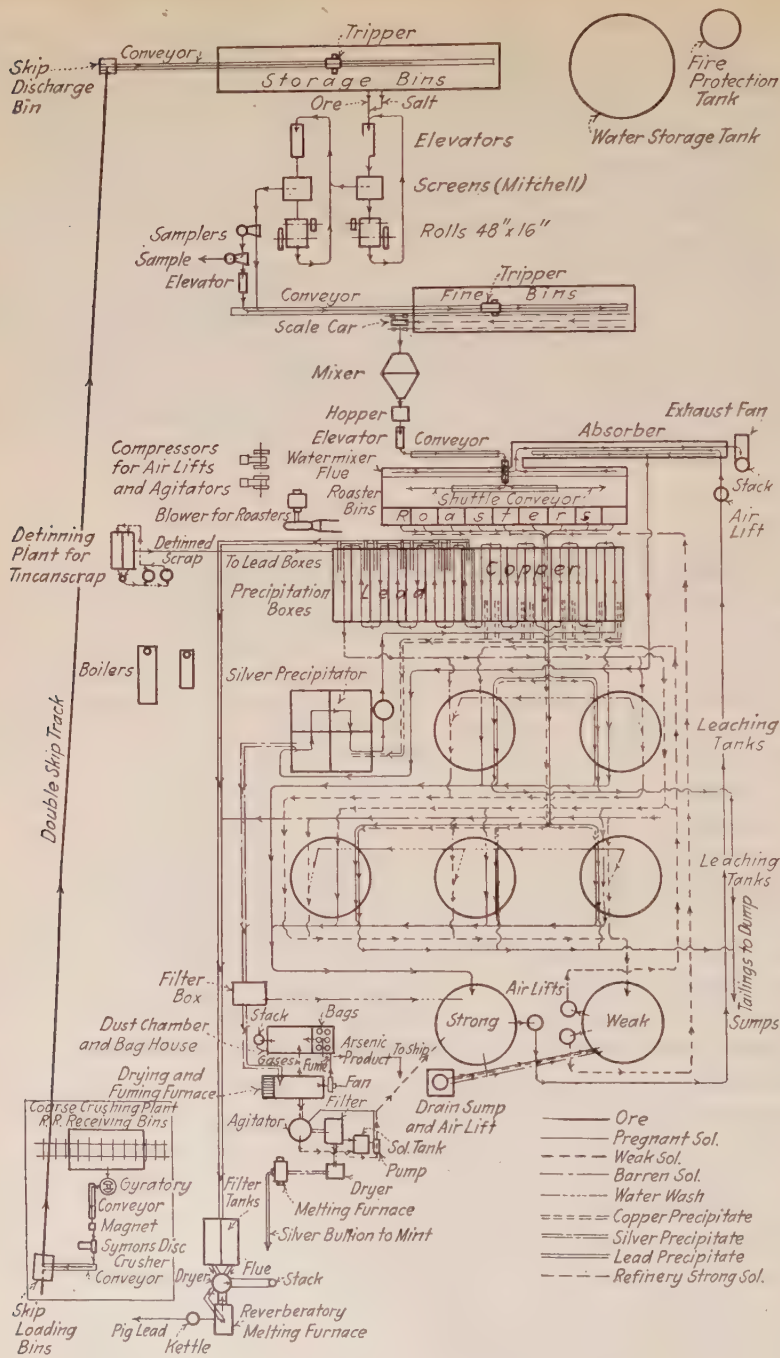 Conveyor
Tripper
Skip
Discharge
Bin
Storage Bins
Ore
Salt
Fire
Protection
Tank
Water Storage Tank
Elevators
Screens (Mitchell)
Rolls 48"x16"
Samplers
Sample
Elevator
Conveyor
Tripper
Fine Bins
Scale Car
Mixer
Hopper
Elevator
Conveyor
Absorber
Exhaust Fan
Stack
Air
Lift
Watermixer
Flue
Roaster
Bins
Shuttle Conveyor
Roasters
Compressors
for Air Lifts
and Agitators
Blower for Roasters
Detinning
Plant for
Tincanscrap
Detinned
Scrap
To Lead Boxes
Precipitation
Boxes
Lead
Copper
Boilers
Silver Precipitator
Leaching
Tanks
Double Skip Track
Leaching
Tanks
Tailings to Dump
Filter
Box
Stack
Bags
Air Lifts
Strong
Weak
Sumps
Dust Chamber
and Bag House
Gases
Fume
Arsenic
Product
To Ship
Drying and
Fuming Furnace
Fan
Filter
Agitator
Sol. Tank
Pump
Drain Sump
and Air Lift
Dryer
Melting
Furnace
Silver Bullion to Mint
Coarse Crushing Plant
R.R. Receiving Bins
Gyratory
Conveyor
Magnet
Symons Disc
Crusher
Conveyor
Skip
Loading
Bins
Filter
Tanks
Flue
Dryer
Stack
Reverberatory
Melting Furnace
Pig Lead
Kettle
Ore
Pregnant Sol.
Weak Sol.
Barren Sol.
Water Wash
Copper Precipitate
Silver Precipitate
Lead Precipitate
Refinery Strong Sol.